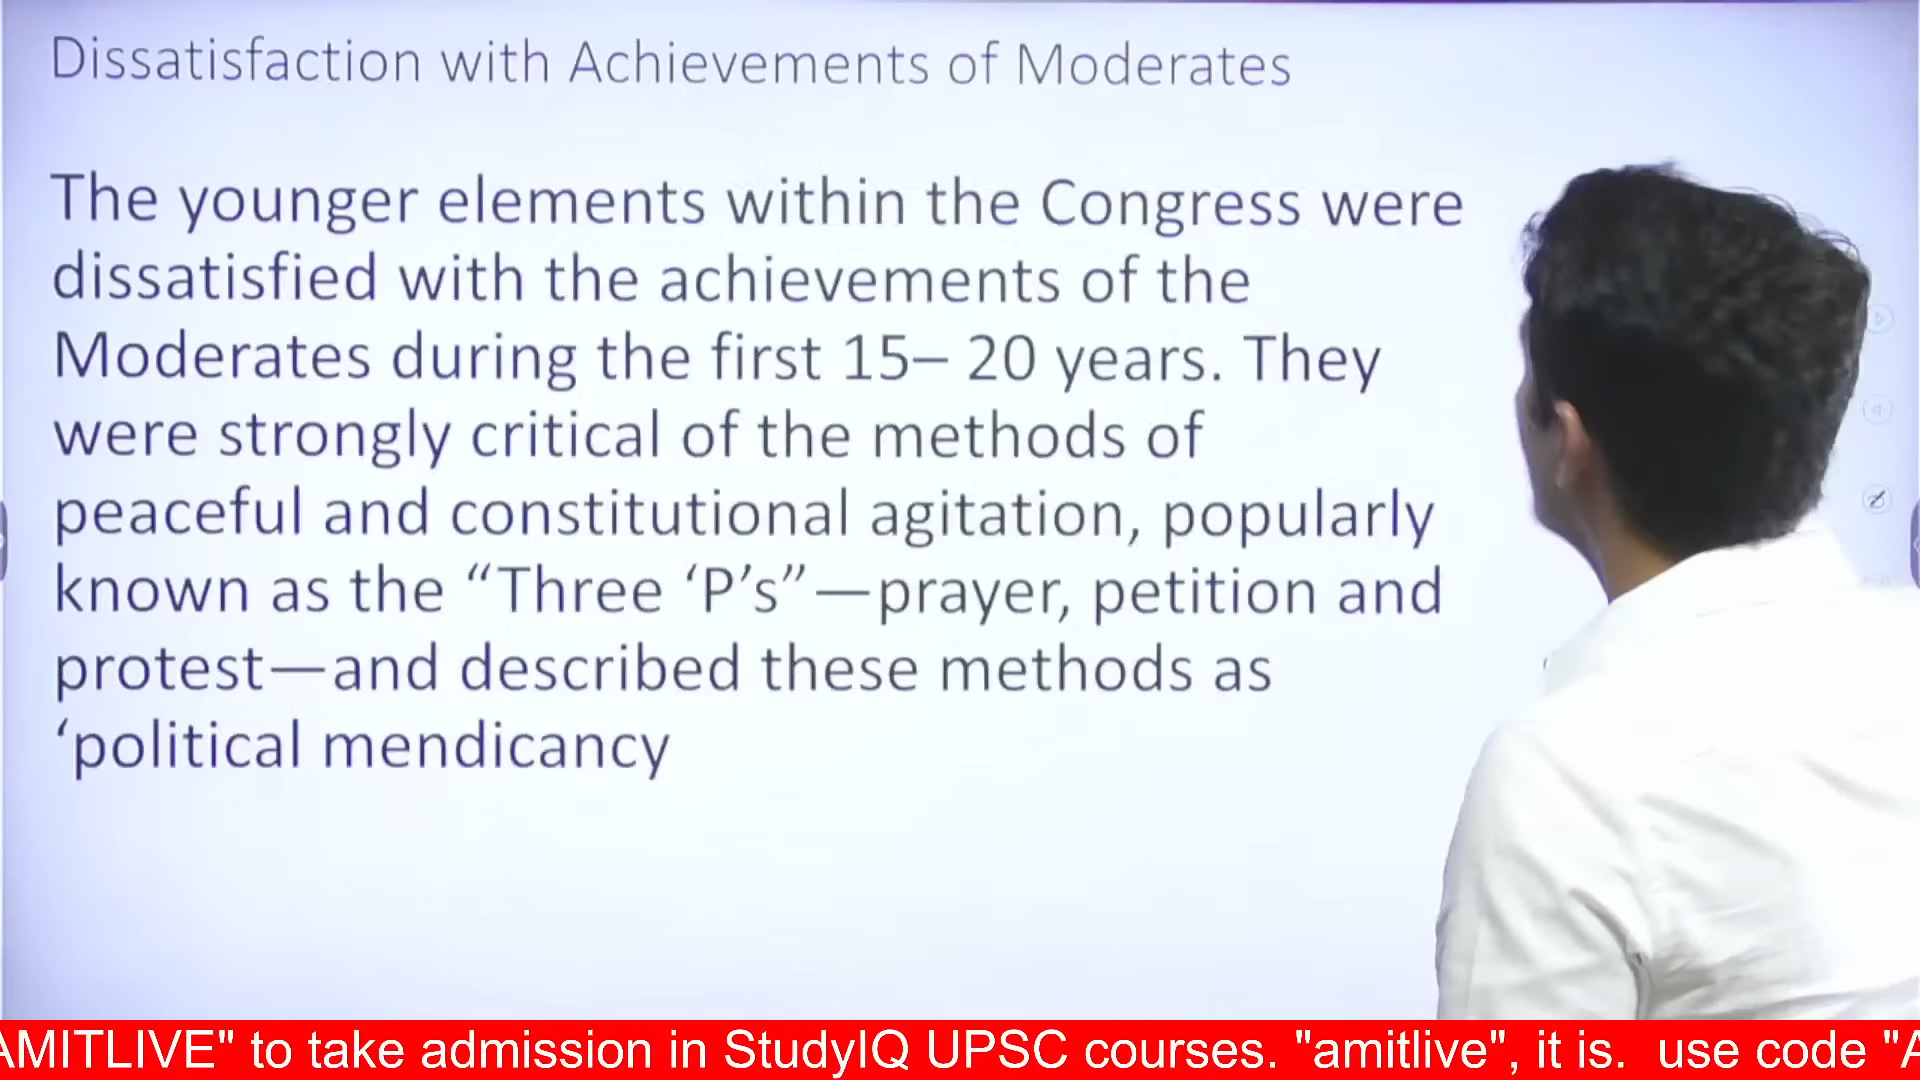 Dissatisfaction with Achievements of Moderates
The younger elements within the Congress were
dissatisfied with the achievements of the
Moderates during the first 15– 20 years. They
were strongly critical of the methods of
peaceful and constitutional agitation, popularly
known as the “Three ‘P’s”—prayer, petition and
protest—and described these methods as
‘political mendicancy
AMITLIVE" to take admission in StudyIQ UPSC courses. "amitlive", it is. use code "A